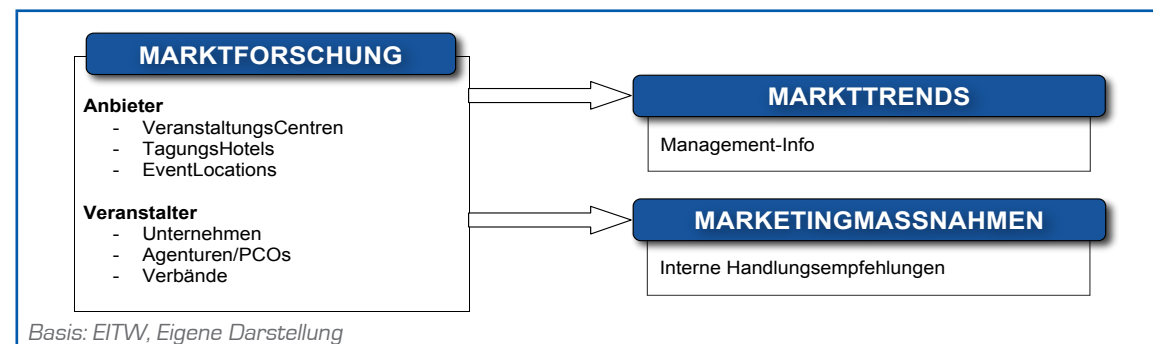 MARKTFORSCHUNG
Anbieter
- VeranstaltungsCentren
- TagungsHotels
- EventLocations
Veranstalter
- Unternehmen
- Agenturen/PCOs
- Verbände
MARKTTRENDS
Management-Info
MARKETINGMASSNAHMEN
Interne Handlungsempfehlungen
Basis: EITW, Eigene Darstellung